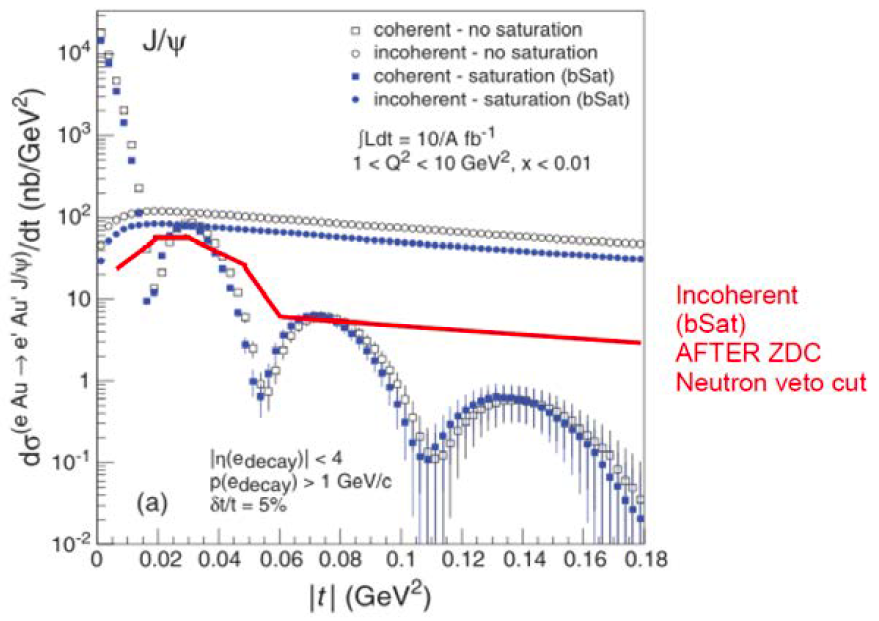 dσ(e Au → e' Au' J/ψ)/dt (nb/GeV²)
10⁴
10³
10²
10
1
10⁻¹
10⁻²
J/ψ
coherent - no saturation
incoherent - no saturation
coherent - saturation (bSat)
incoherent - saturation (bSat)
∫Ldt = 10/A fb⁻¹
1 < Q² < 10 GeV², x < 0.01
Incoherent
(bSat)
AFTER ZDC
Neutron veto cut
|η(e_decay)| < 4
p(e_decay) > 1 GeV/c
δt/t = 5%
(a)
0 0.02 0.04 0.06 0.08 0.1 0.12 0.14 0.16 0.18
|t| (GeV²)